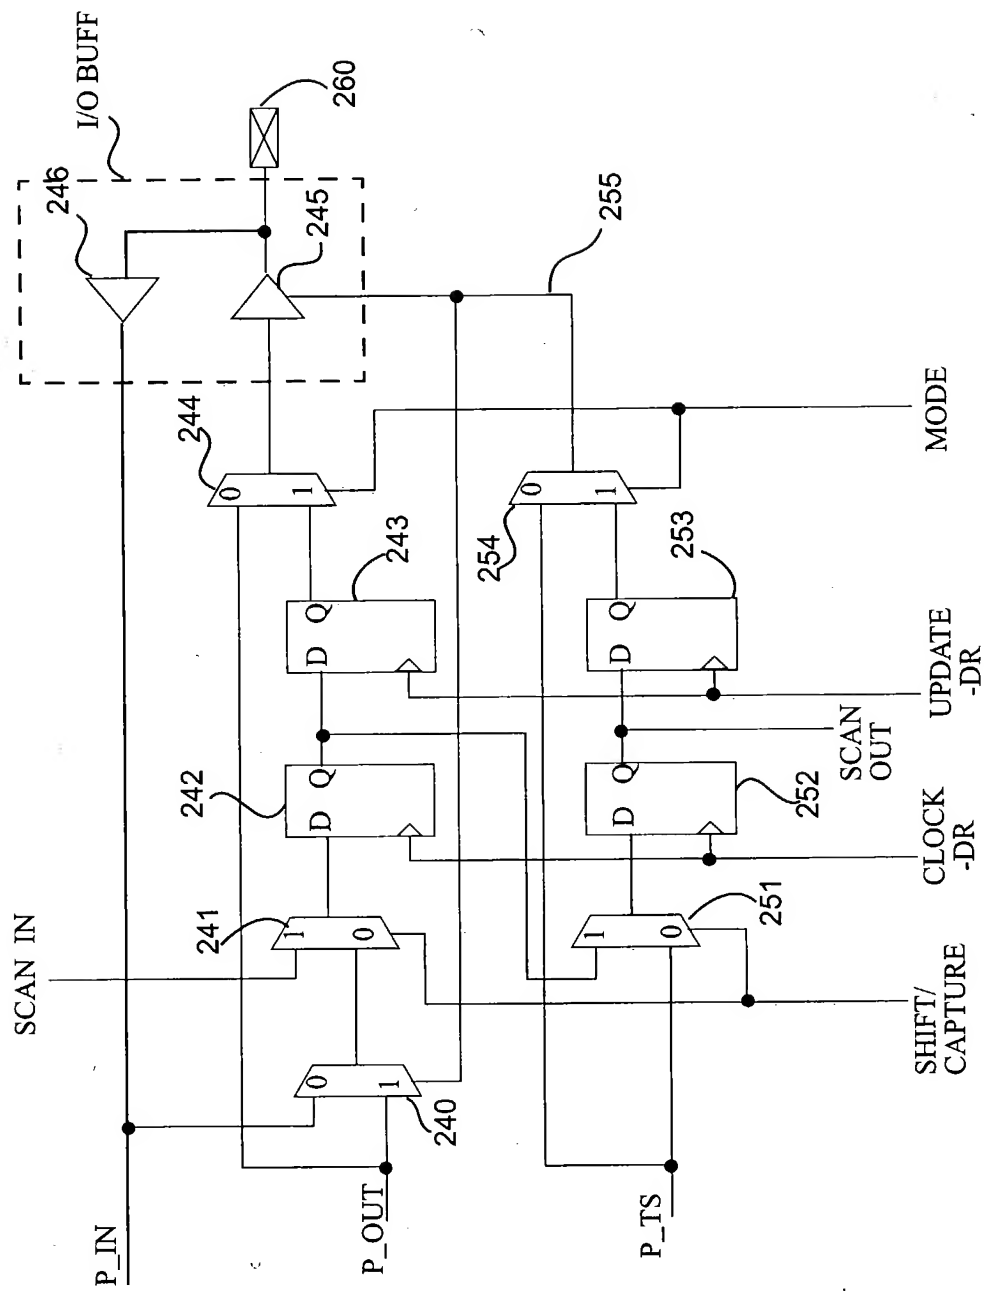 I/O BUFF
246
260
245
255
244
MODE
0
1
254
0
1
243
253
D Q
D Q
UPDATE
-DR
SCAN
OUT
242
252
D Q
D Q
CLOCK
-DR
SCAN IN
241
1
0
251
1
0
SHIFT/
CAPTURE
0
1
240
P_IN
P_OUT
P_TS